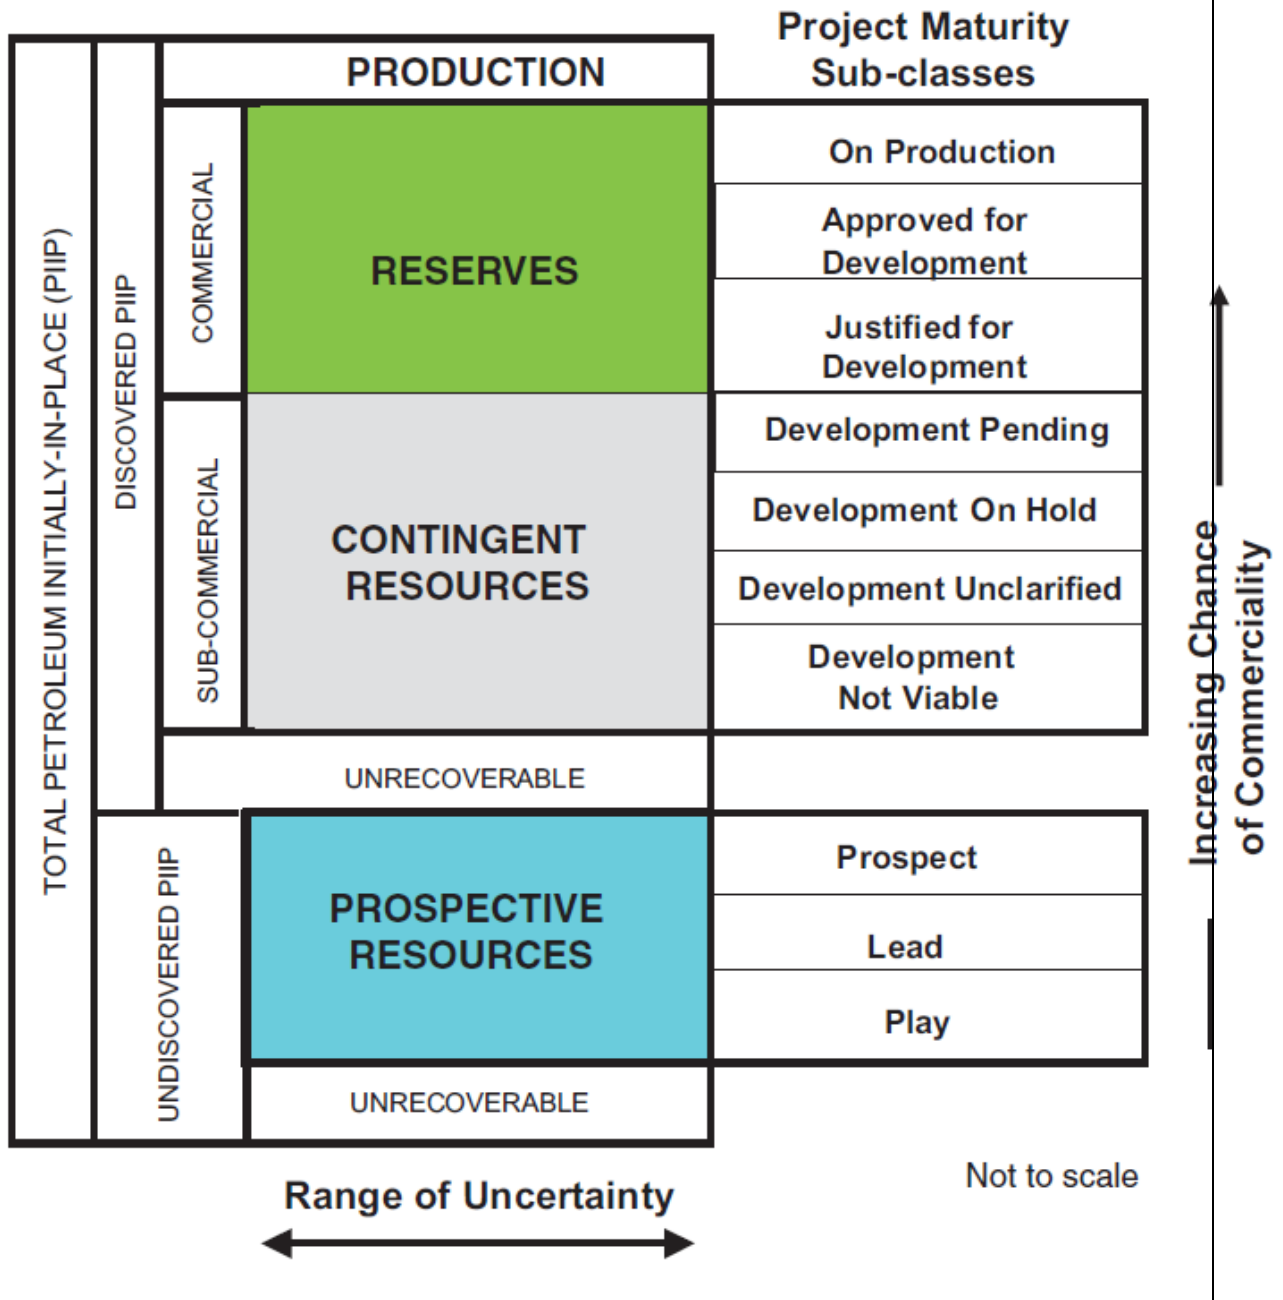 Project Maturity
Sub-classes
PRODUCTION
TOTAL PETROLEUM INITIALLY-IN-PLACE (PIIP)
DISCOVERED PIIP
COMMERCIAL
RESERVES
On Production
Approved for
Development
Justified for
Development
SUB-COMMERCIAL
CONTINGENT
RESOURCES
Development Pending
Development On Hold
Development Unclarified
Development
Not Viable
UNRECOVERABLE
UNDISCOVERED PIIP
PROSPECTIVE
RESOURCES
Prospect
Lead
Play
UNRECOVERABLE
Increasing Chance
of Commerciality
Not to scale
Range of Uncertainty